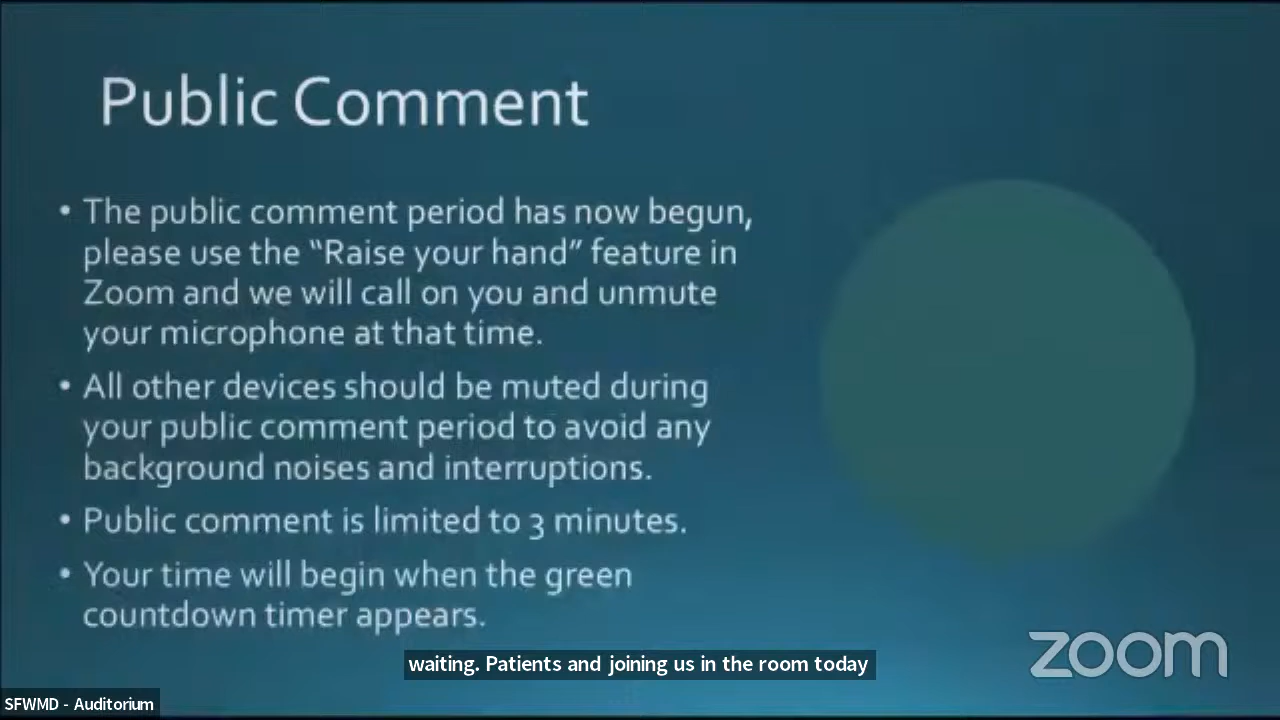 Public Comment
• The public comment period has now begun,
please use the “Raise your hand” feature in
Zoom and we will call on you and unmute
your microphone at that time.
• All other devices should be muted during
your public comment period to avoid any
background noises and interruptions.
• Public comment is limited to 3 minutes.
• Your time will begin when the green
countdown timer appears.
waiting. Patients and joining us in the room today
zoom
SFWMD - Auditorium